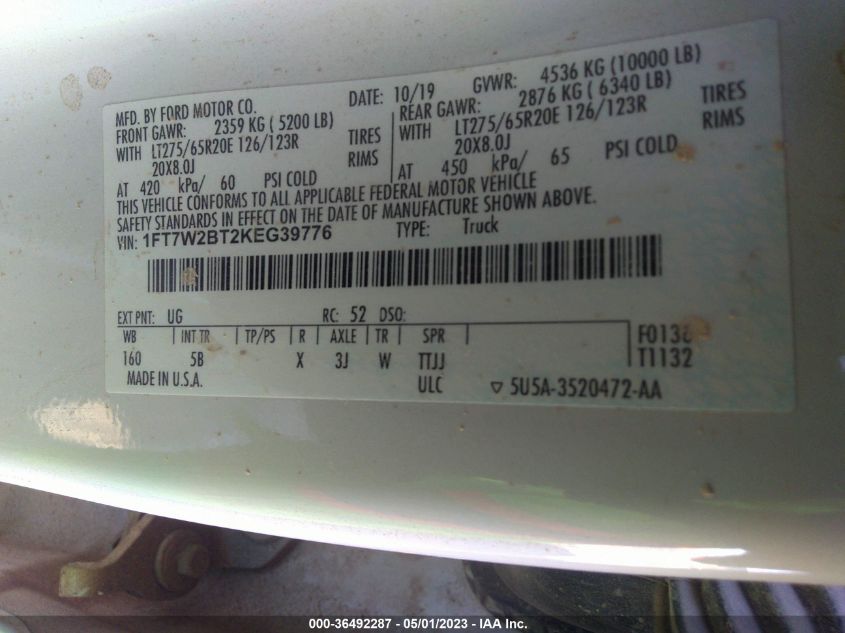 MFD. BY FORD MOTOR CO. DATE: 10/19 GVWR: 4536 KG (10000 LB)
FRONT GAWR: 2359 KG ( 5200 LB) REAR GAWR: 2876 KG ( 6340 LB)
WITH LT275/65R20E 126/123R TIRES WITH LT275/65R20E 126/123R TIRES
20X8.0J RIMS 20X8.0J RIMS
AT 420 kPa/ 60 PSI COLD AT 450 kPa/ 65 PSI COLD
THIS VEHICLE CONFORMS TO ALL APPLICABLE FEDERAL MOTOR VEHICLE
SAFETY STANDARDS IN EFFECT ON THE DATE OF MANUFACTURE SHOWN ABOVE.
VIN: 1FT7W2BT2KEG39776 TYPE: Truck
EXT PNT: UG RC: 52 DSO:
WB INT TR TP/PS R AXLE TR SPR
160 5B X 3J W TTJJ T1132
MADE IN U.S.A. ULC ▽ 5U5A-3520472-AA
000-36492287 - 05/01/2023 - IAA Inc.